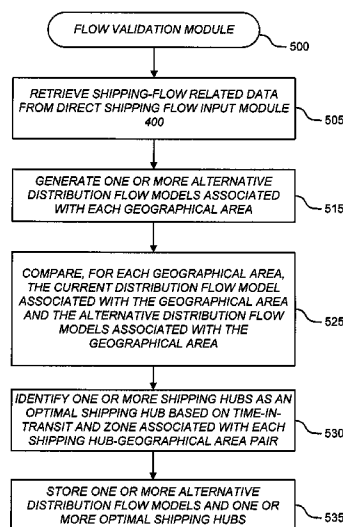 FLOW VALIDATION MODULE
500
RETRIEVE SHIPPING-FLOW RELATED DATA
FROM DIRECT SHIPPING FLOW INPUT MODULE
400
505
GENERATE ONE OR MORE ALTERNATIVE
DISTRIBUTION FLOW MODELS ASSOCIATED
WITH EACH GEOGRAPHICAL AREA
515
COMPARE, FOR EACH GEOGRAPHICAL AREA,
THE CURRENT DISTRIBUTION FLOW MODEL
ASSOCIATED WITH THE GEOGRAPHICAL AREA
AND THE ALTERNATIVE DISTRIBUTION FLOW
MODELS ASSOCIATED WITH THE
GEOGRAPHICAL AREA
525
IDENTIFY ONE OR MORE SHIPPING HUBS AS AN
OPTIMAL SHIPPING HUB BASED ON TIME-IN-
TRANSIT AND ZONE ASSOCIATED WITH EACH
SHIPPING HUB-GEOGRAPHICAL AREA PAIR
530
STORE ONE OR MORE ALTERNATIVE
DISTRIBUTION FLOW MODELS AND ONE OR
MORE OPTIMAL SHIPPING HUBS
535